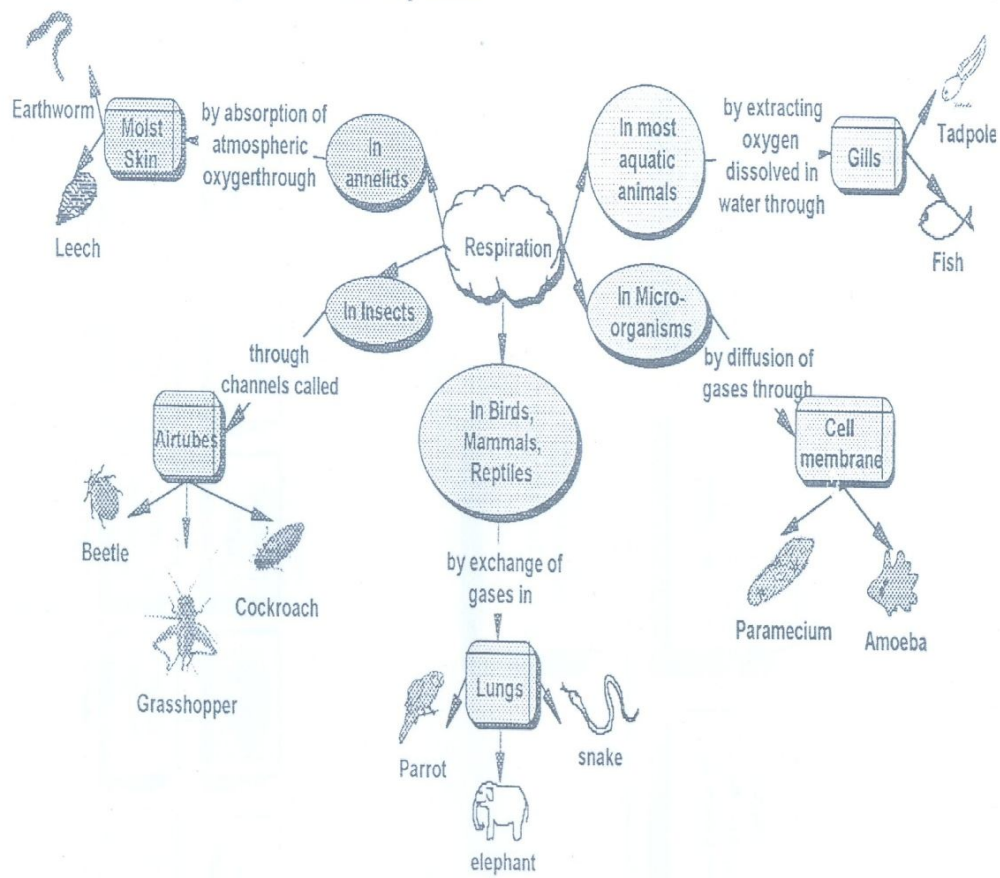 Earthworm
Moist
Skin
by absorption of
atmospheric
oxygerthrough
In
annelids
Leech
In most
aquatic
animals
by extracting
oxygen
dissolved in
water through
Gills
Tadpole
Fish
Respiration
In Insects
through
channels called
Airtubes
Beetle
Cockroach
Grasshopper
In Birds,
Mammals,
Reptiles
by exchange of
gases in
Lungs
Parrot
snake
elephant
In Micro-
organisms
by diffusion of
gases through
Cell
membrane
Paramecium
Amoeba